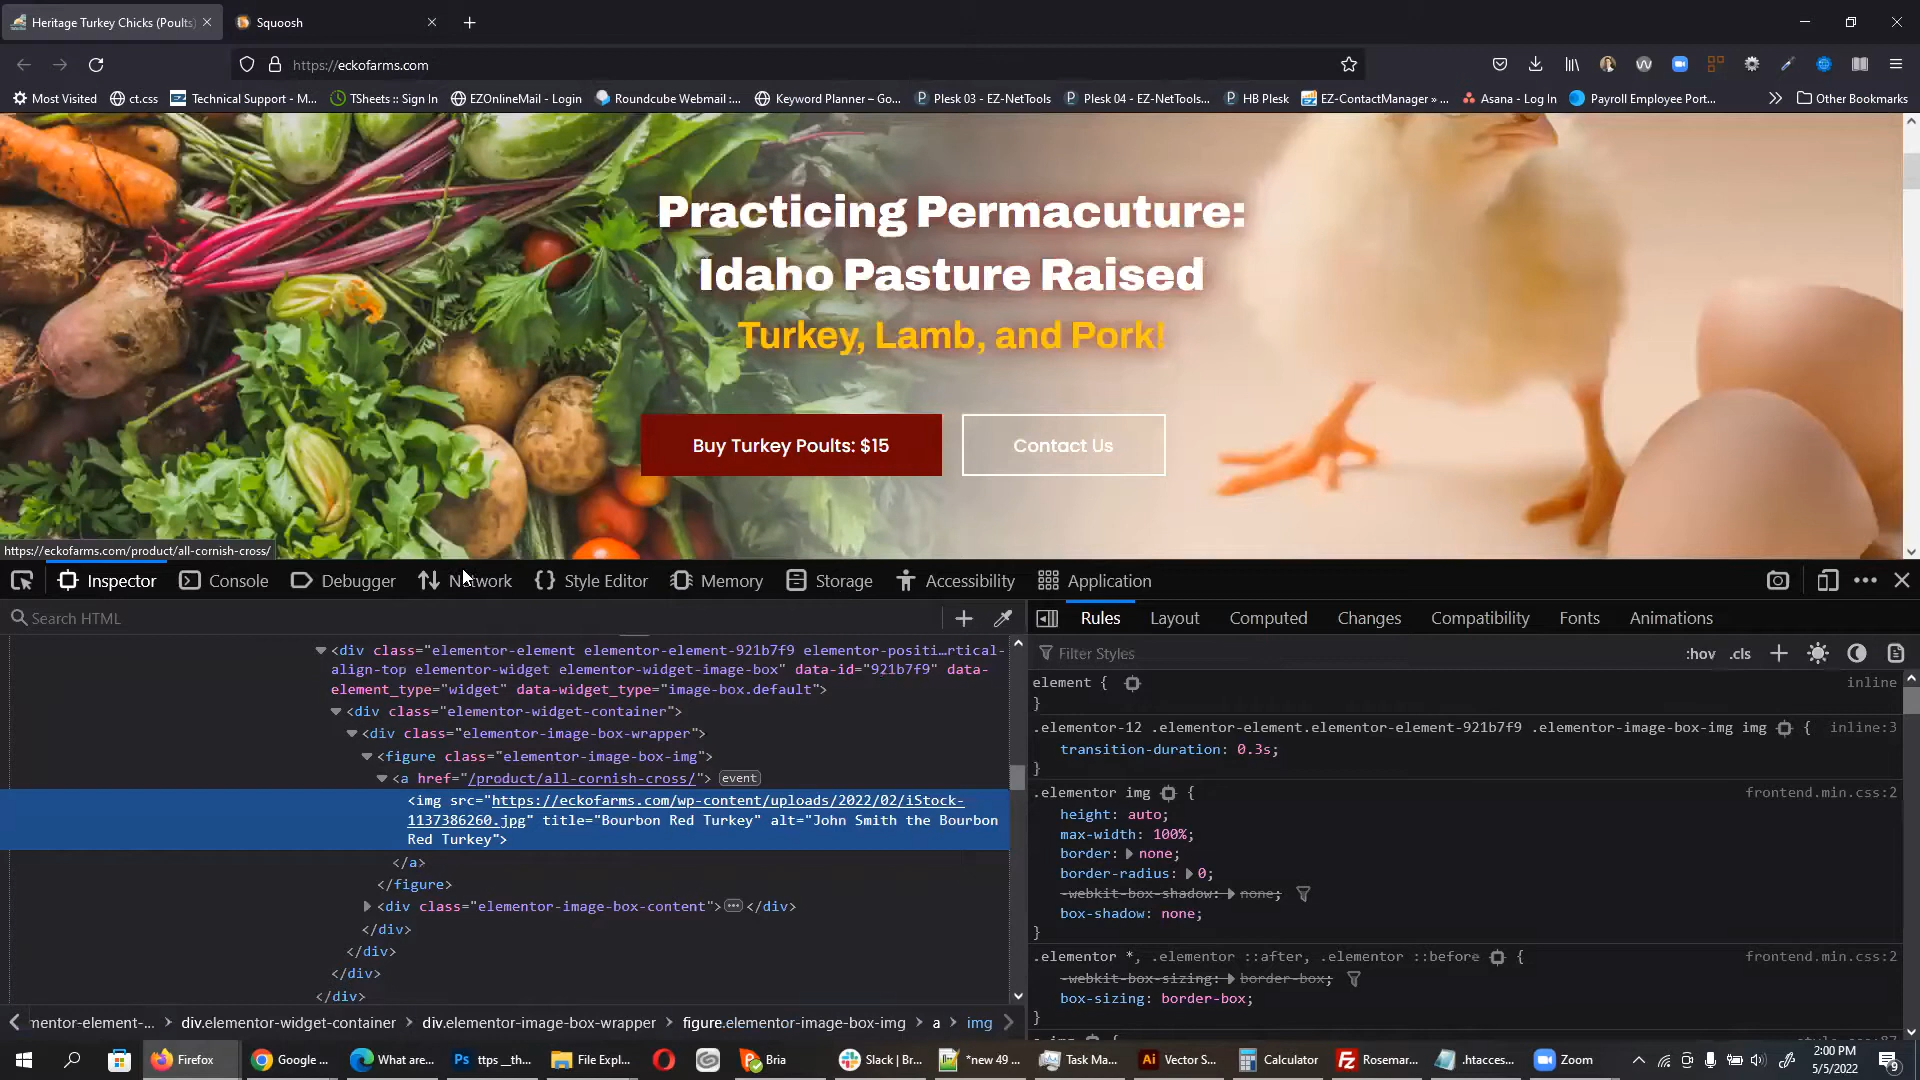 Heritage Turkey Chicks (Poults)
Squoosh
https://eckofarms.com
Most Visited
ct.css
Technical Support - M...
TSheets :: Sign In
EZOnlineMail - Login
Roundcube Webmail :...
Keyword Planner – Go...
Plesk 03 - EZ-NetTools
Plesk 04 - EZ-NetTools...
HB Plesk
EZ-ContactManager »...
Asana - Log In
Payroll Employee Port...
Other Bookmarks
Practicing Permacuture:
Idaho Pasture Raised
Turkey, Lamb, and Pork!
Buy Turkey Poults: $15
Contact Us
https://eckofarms.com/product/all-cornish-cross/
Inspector
Console
Debugger
Network
Style Editor
Memory
Storage
Accessibility
Application
Search HTML
Rules
Layout
Computed
Changes
Compatibility
Fonts
Animations
Filter Styles
:hov
.cls
<div class="elementor-element elementor-element-921b7f9 elementor-positi…rtical-
align-top elementor-widget elementor-widget-image-box" data-id="921b7f9" data-
element_type="widget" data-widget_type="image-box.default">
<div class="elementor-widget-container">
<div class="elementor-image-box-wrapper">
<figure class="elementor-image-box-img">
<a href="/product/all-cornish-cross/"> event
<img src="https://eckofarms.com/wp-content/uploads/2022/02/iStock-
1137386260.jpg" title="Bourbon Red Turkey" alt="John Smith the Bourbon
Red Turkey">
</a>
</figure>
<div class="elementor-image-box-content"> ••• </div>
</div>
</div>
</div>
</div>
element {
inline
}
.elementor-12 .elementor-element.elementor-element-921b7f9 .elementor-image-box-img img {
inline:3
transition-duration: 0.3s;
}
.elementor img {
frontend.min.css:2
height: auto;
max-width: 100%;
border: none;
border-radius: 0;
-webkit-box-shadow: none;
box-shadow: none;
}
.elementor *, .elementor ::after, .elementor ::before {
frontend.min.css:2
-webkit-box-sizing: border-box;
box-sizing: border-box;
}
mentor-element-...
div.elementor-widget-container
div.elementor-image-box-wrapper
figure.elementor-image-box-img
a
img
Firefox
Google ...
What are...
ttps __th...
File Expl...
Bria
Slack | Br...
*new 49 ...
Task Ma...
Vector S...
Calculator
Rosemar...
.htacces...
Zoom
2:00 PM
5/5/2022
9